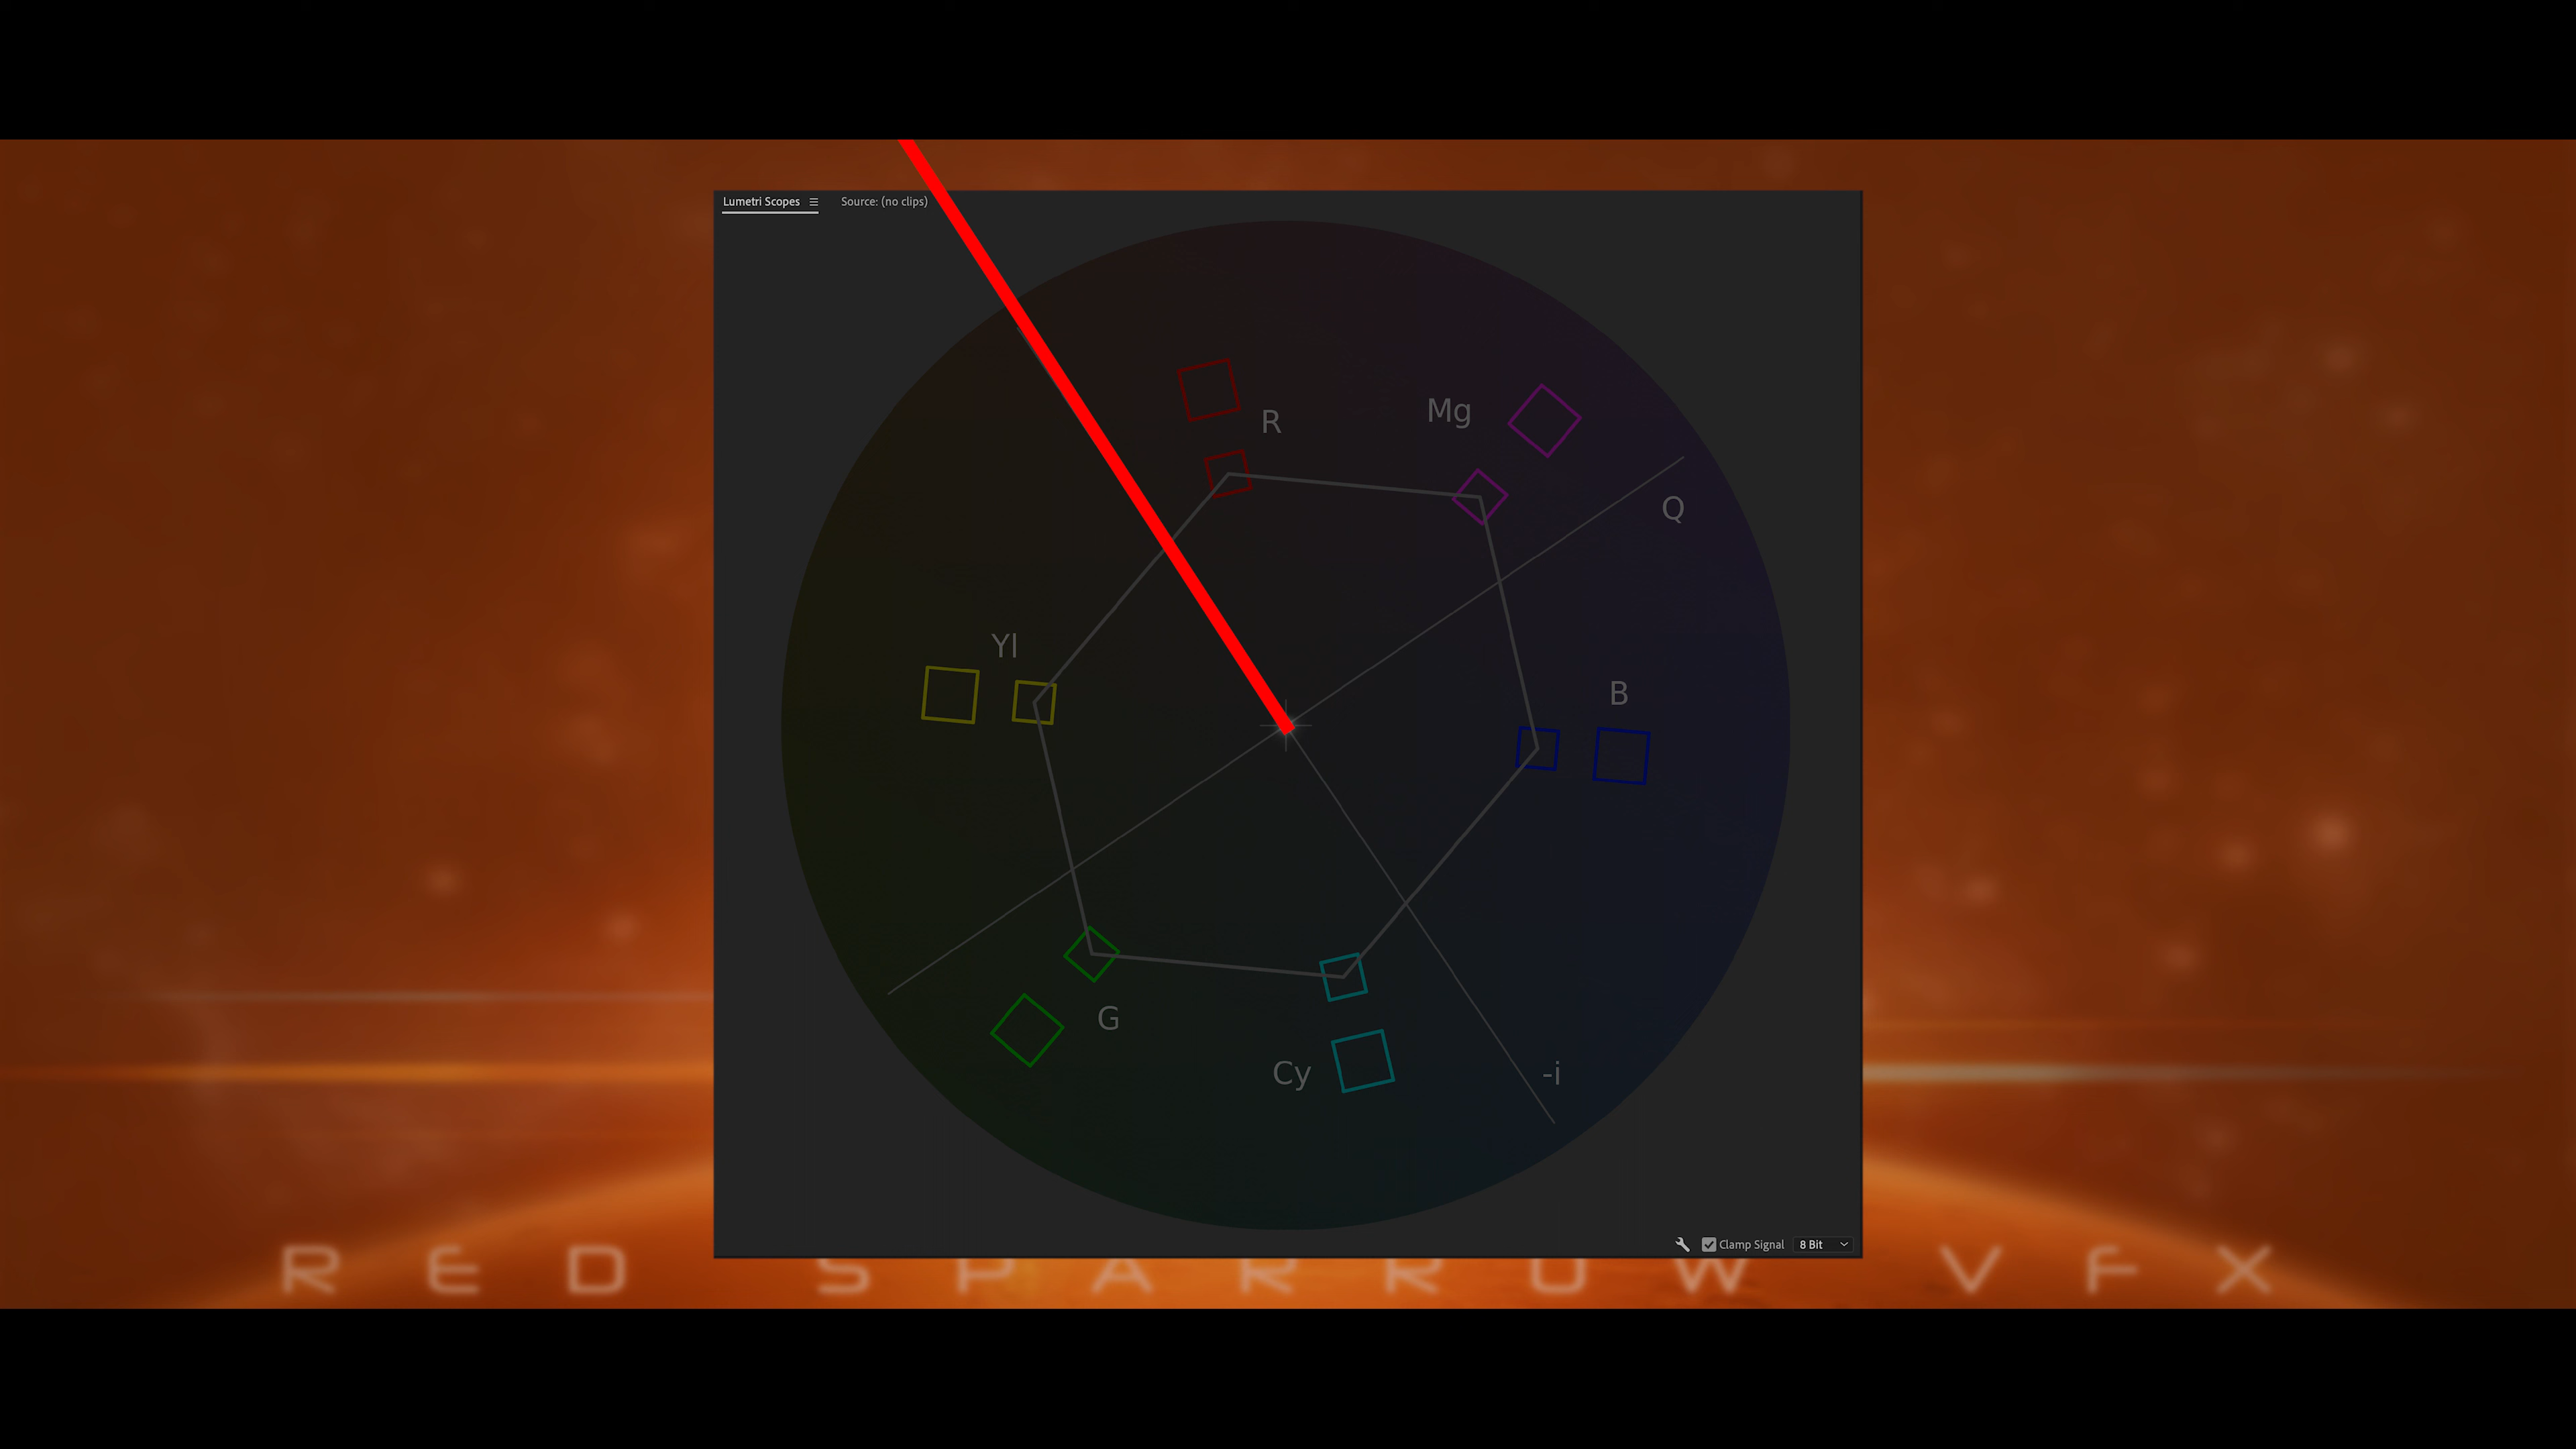 Lumetri Scopes
Source: (no clips)
R
Mg
Q
Yl
B
G
Cy
-i
Clamp Signal
8 Bit
RED SPARROW VFX